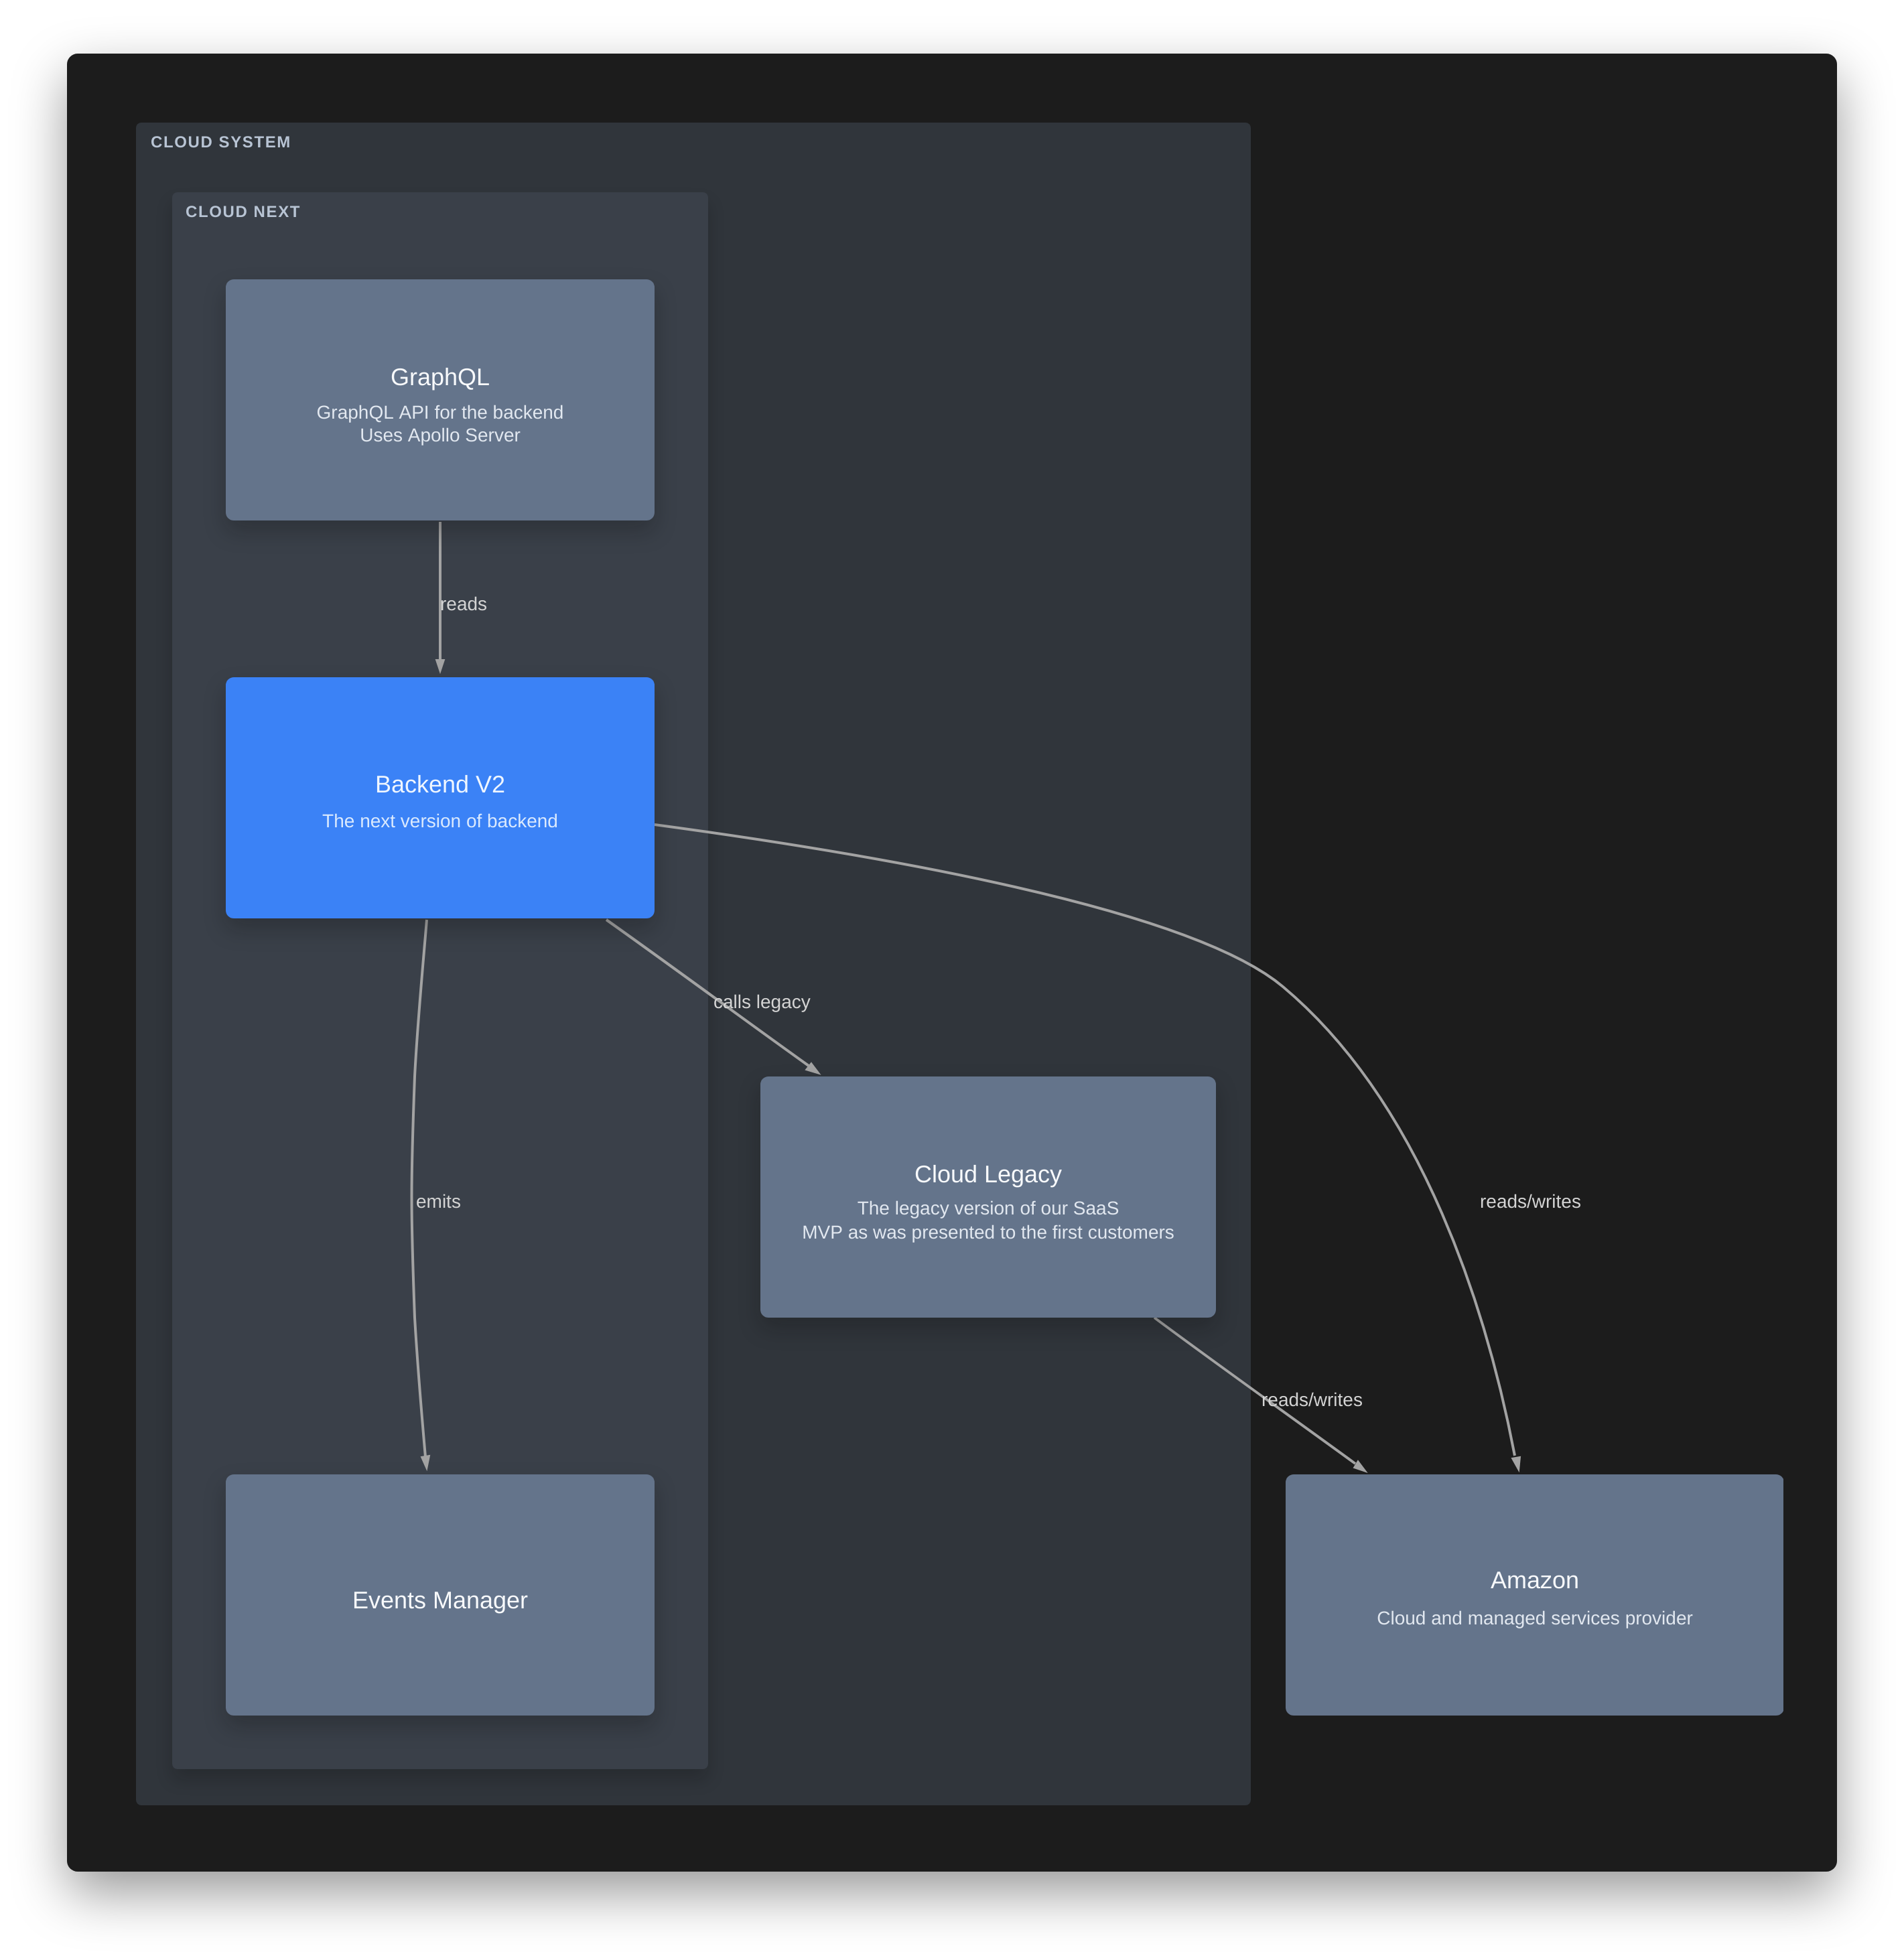 CLOUD SYSTEM
CLOUD NEXT
GraphQL
GraphQL API for the backend
Uses Apollo Server
reads
Backend V2
The next version of backend
calls legacy
Cloud Legacy
The legacy version of our SaaS
MVP as was presented to the first customers
emits
reads/writes
reads/writes
Events Manager
Amazon
Cloud and managed services provider